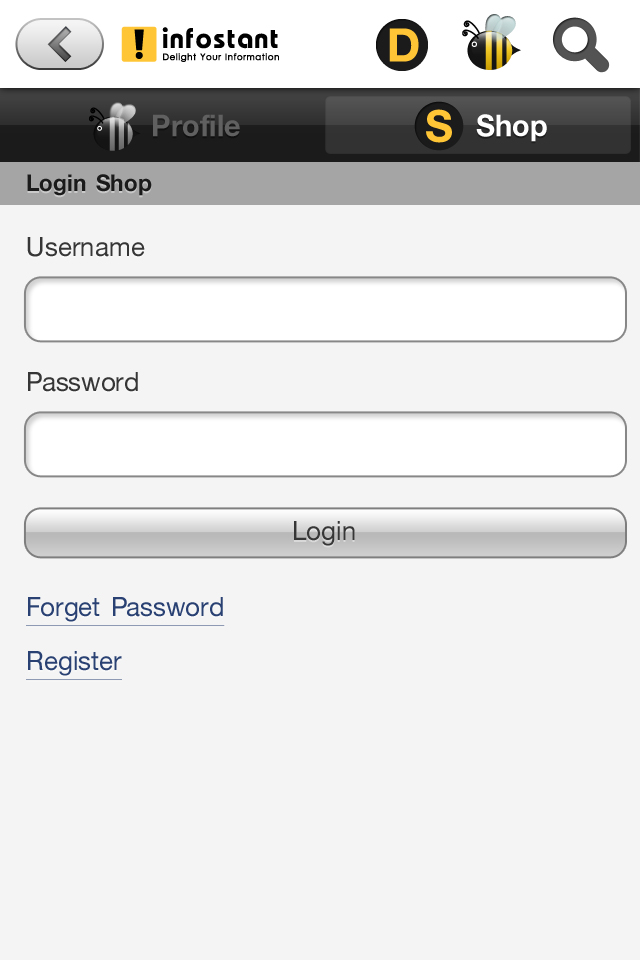 infostant
Delight Your Information
D
Profile
S Shop
Login Shop
Username
Password
Login
Forget Password
Register